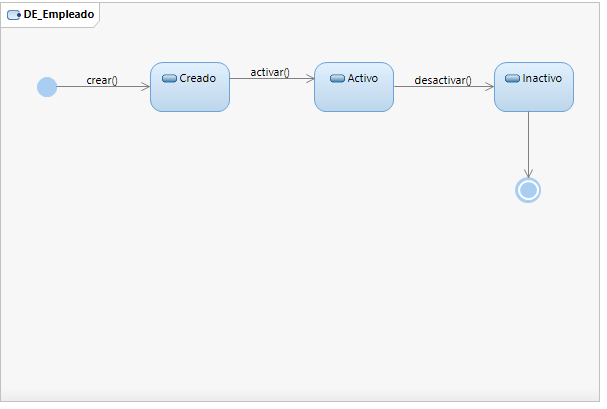 DE_Empleado
crear()
Creado
activar()
Activo
desactivar()
Inactivo